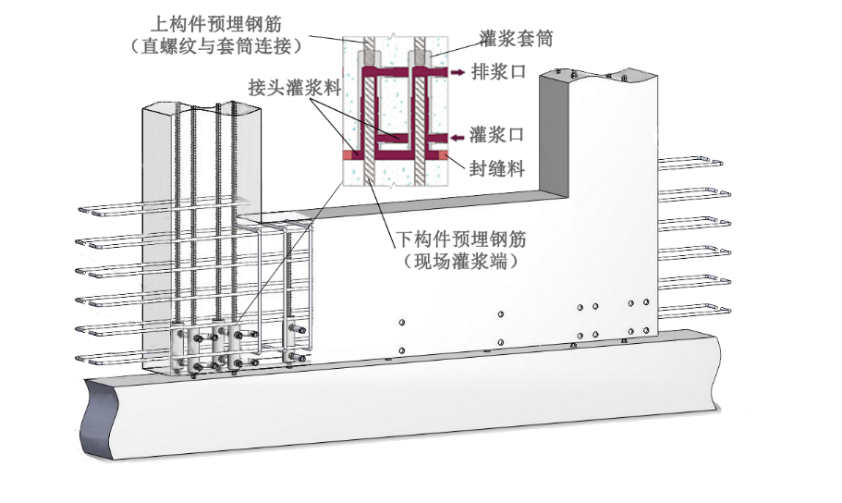 上构件预埋钢筋
（直螺纹与套筒连接）
灌浆套筒
排浆口
接头灌浆料
灌浆口
封缝料
下构件预埋钢筋
（现场灌浆端）